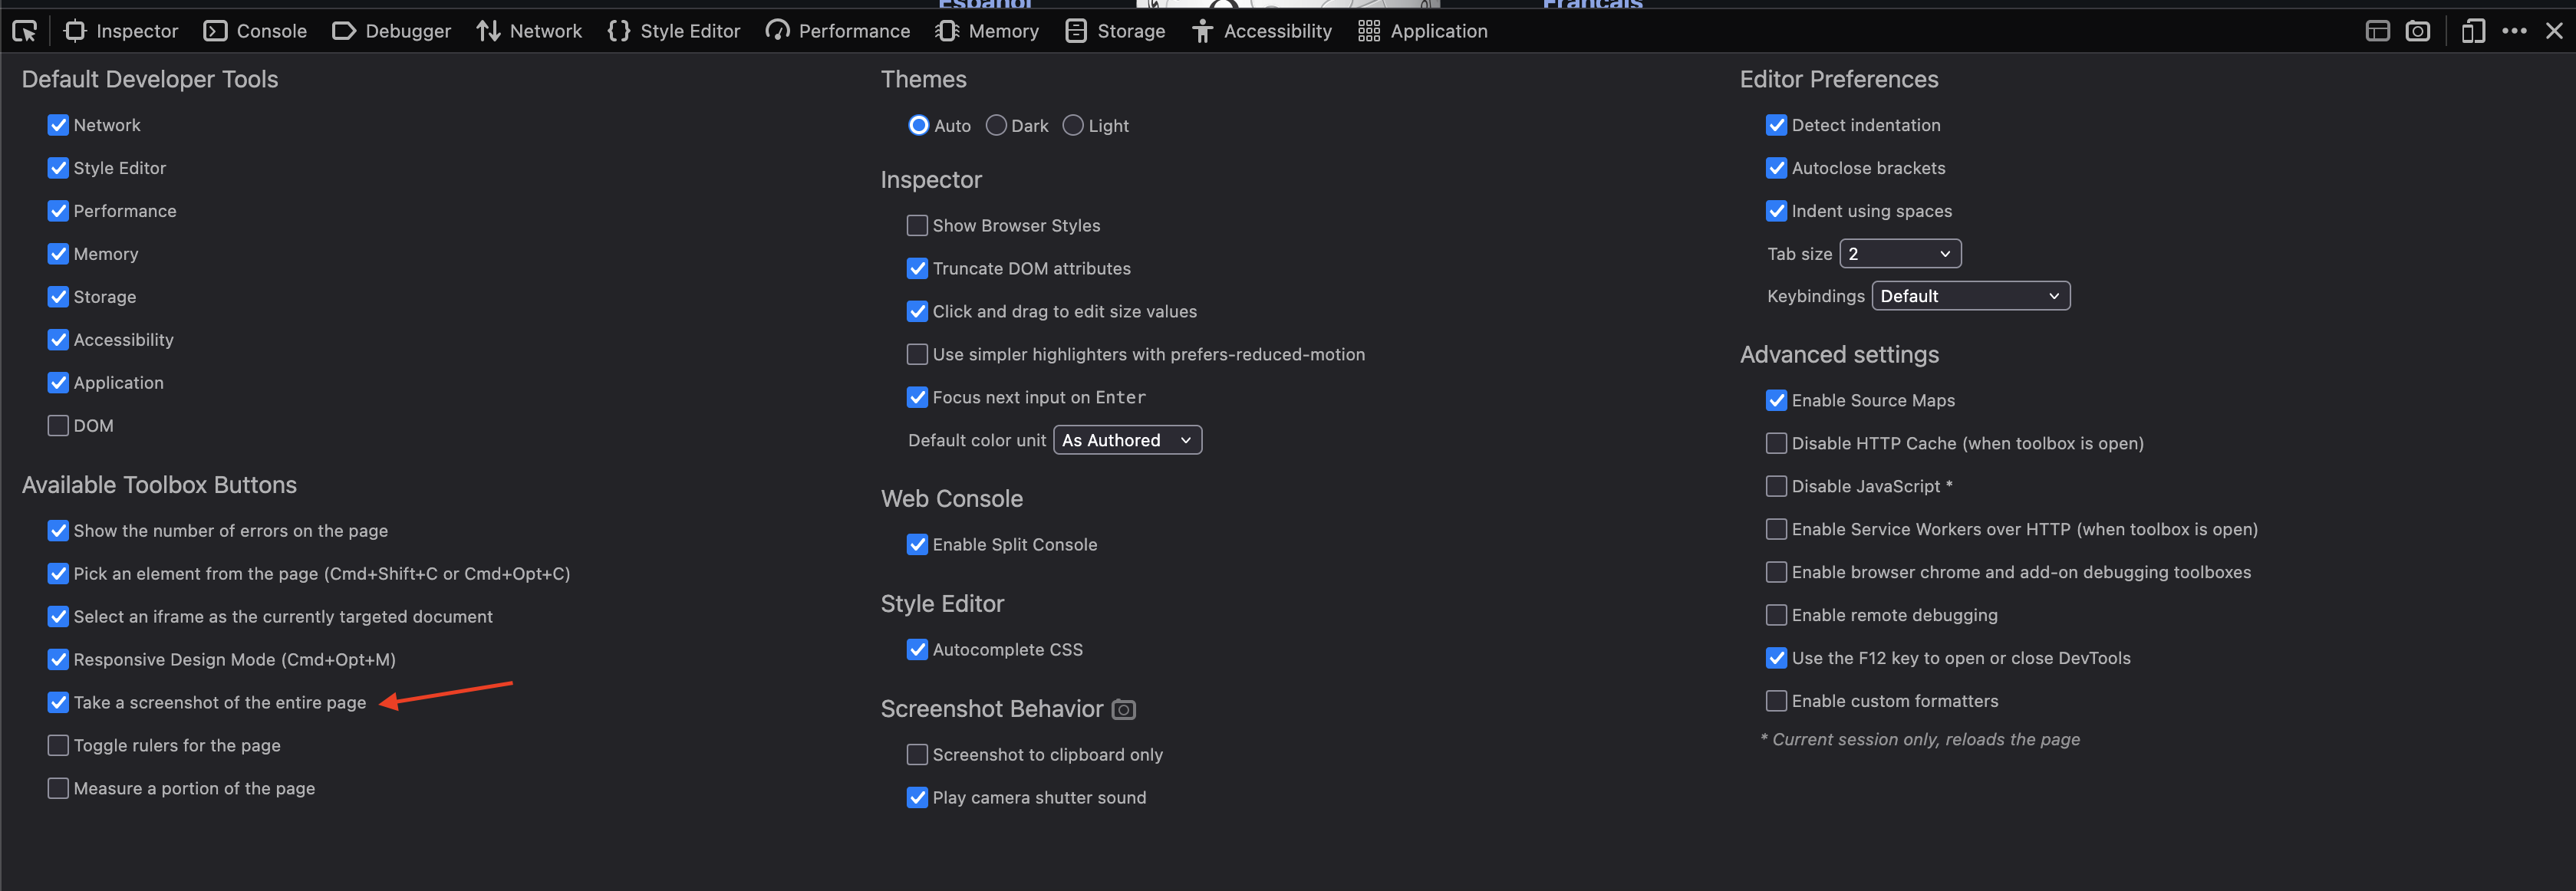 Español
Français
Inspector
Console
Debugger
Network
Style Editor
Performance
Memory
Storage
Accessibility
Application
Default Developer Tools
Network
Style Editor
Performance
Memory
Storage
Accessibility
Application
DOM
Available Toolbox Buttons
Show the number of errors on the page
Pick an element from the page (Cmd+Shift+C or Cmd+Opt+C)
Select an iframe as the currently targeted document
Responsive Design Mode (Cmd+Opt+M)
Take a screenshot of the entire page
Toggle rulers for the page
Measure a portion of the page
Themes
Auto Dark Light
Inspector
Show Browser Styles
Truncate DOM attributes
Click and drag to edit size values
Use simpler highlighters with prefers-reduced-motion
Focus next input on Enter
Default color unit As Authored
Web Console
Enable Split Console
Style Editor
Autocomplete CSS
Screenshot Behavior
Screenshot to clipboard only
Play camera shutter sound
Editor Preferences
Detect indentation
Autoclose brackets
Indent using spaces
Tab size 2
Keybindings Default
Advanced settings
Enable Source Maps
Disable HTTP Cache (when toolbox is open)
Disable JavaScript *
Enable Service Workers over HTTP (when toolbox is open)
Enable browser chrome and add-on debugging toolboxes
Enable remote debugging
Use the F12 key to open or close DevTools
Enable custom formatters
* Current session only, reloads the page